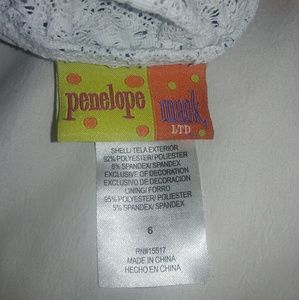 penelope
mack
LTD
SHELL/ TELA EXTERIOR
92% POLYESTER/ POLIESTER
8% SPANDEX/SPANDEX
EXCLUSIVE OF DECORATION
EXCLUSIVO DE DECORACION
LINING/ FORRO
95% POLYESTER/ POLIESTER
5% SPANDEX/ SPANDEX
6
RN#15517
MADE IN CHINA
HECHO EN CHINA